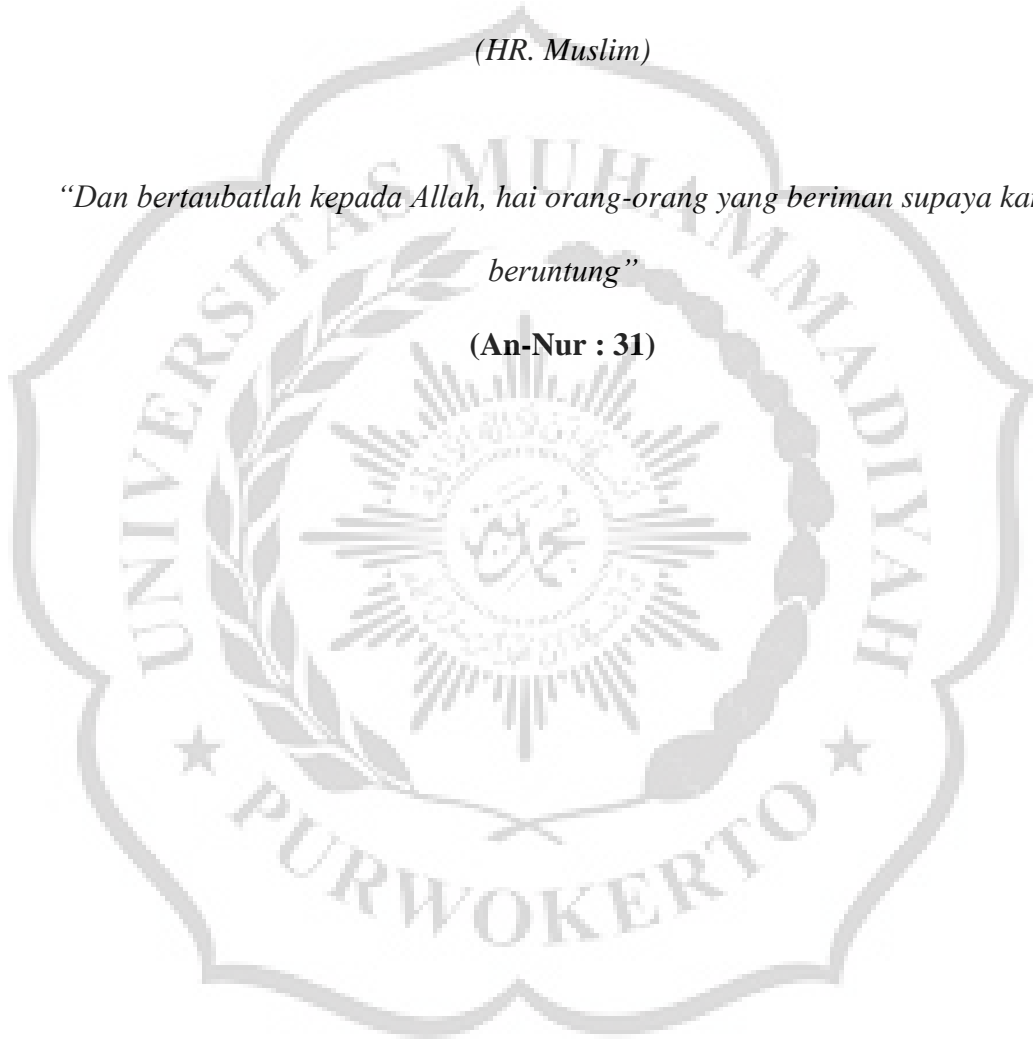 (HR. Muslim)
“Dan bertaubatlah kepada Allah, hai orang-orang yang beriman supaya
beruntung”
(An-Nur : 31)
UNIVERSITAS MUHAMMADIYAH
PURWOKERTO